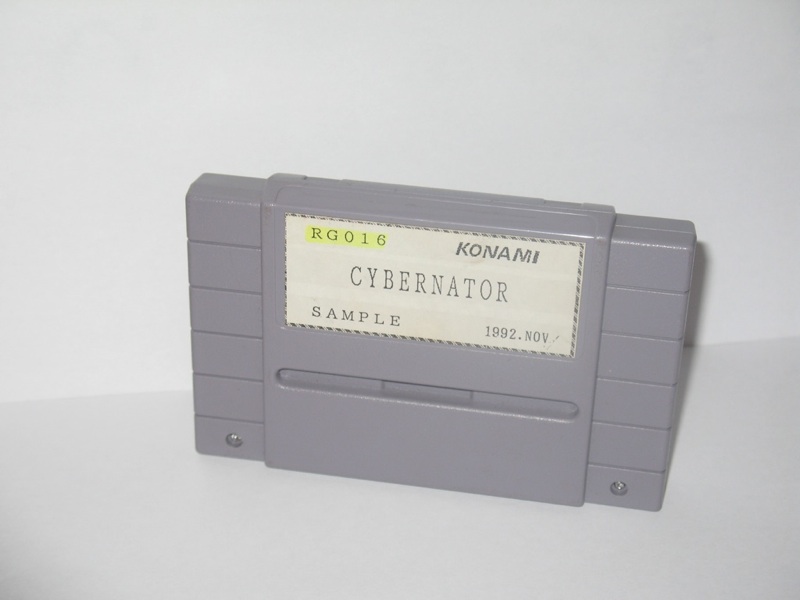 RG016
KONAMI
CYBERNATOR
SAMPLE
1992.NOV